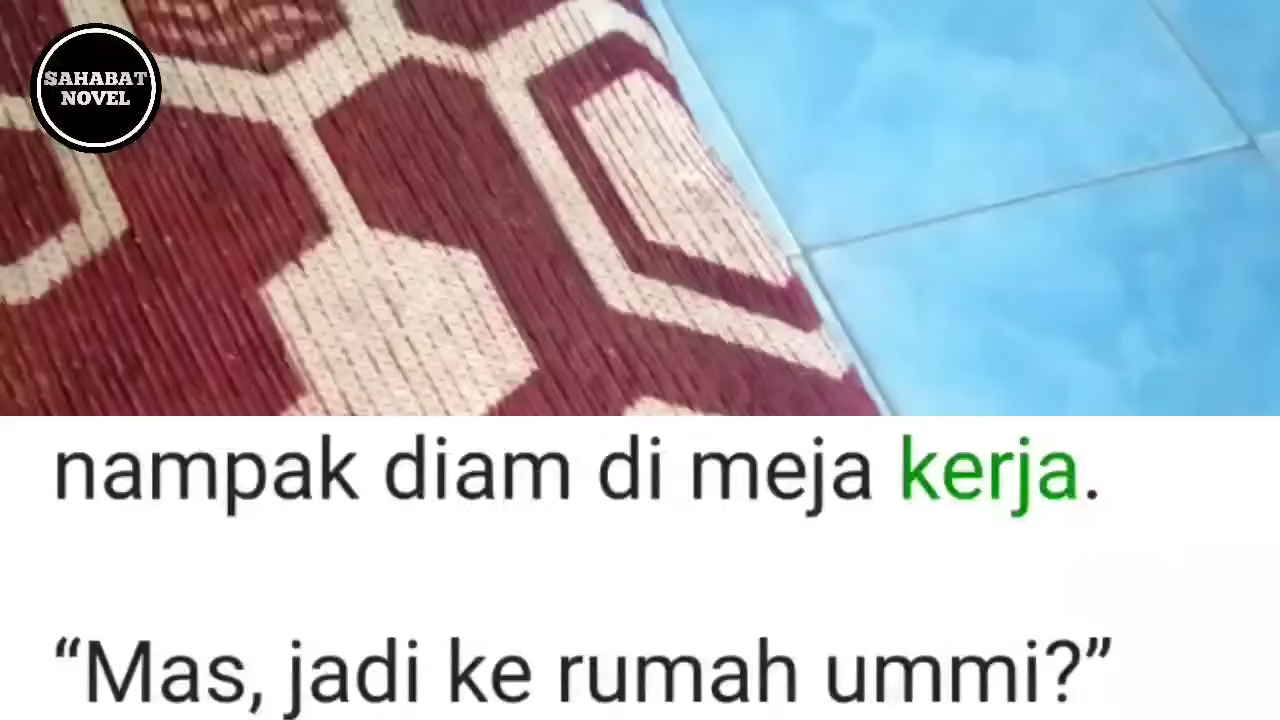 SAHABAT
NOVEL
nampak diam di meja kerja.
“Mas, jadi ke rumah ummi?”